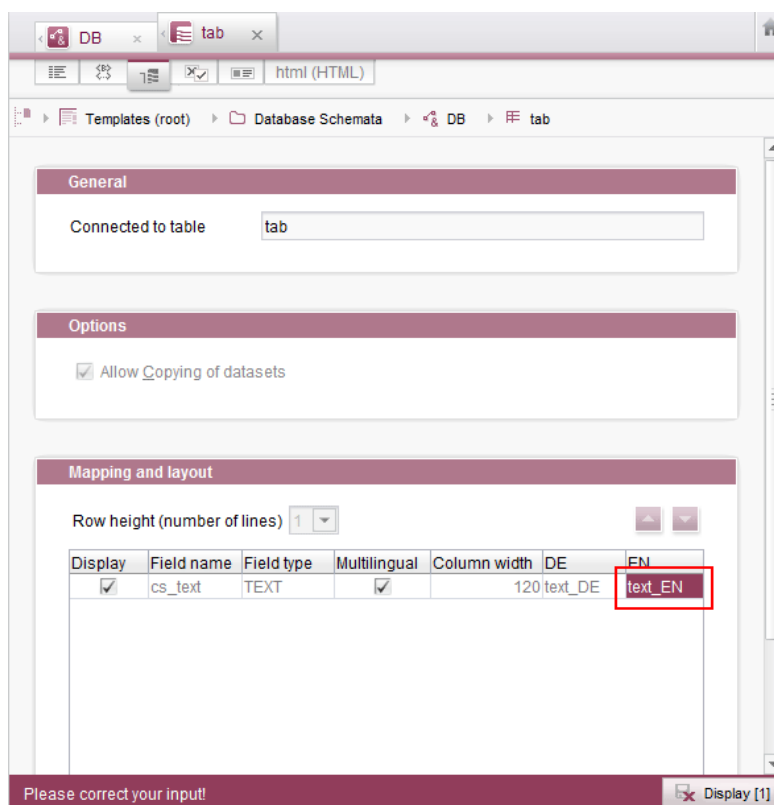 DB tab
html (HTML)
Templates (root) Database Schemata DB tab
General
Connected to table tab
Options
Allow Copying of datasets
Mapping and layout
Row height (number of lines) 1
Display Field name Field type Multilingual Column width DE EN
cs_text TEXT 120 text_DE text_EN
Please correct your input! Display [1]